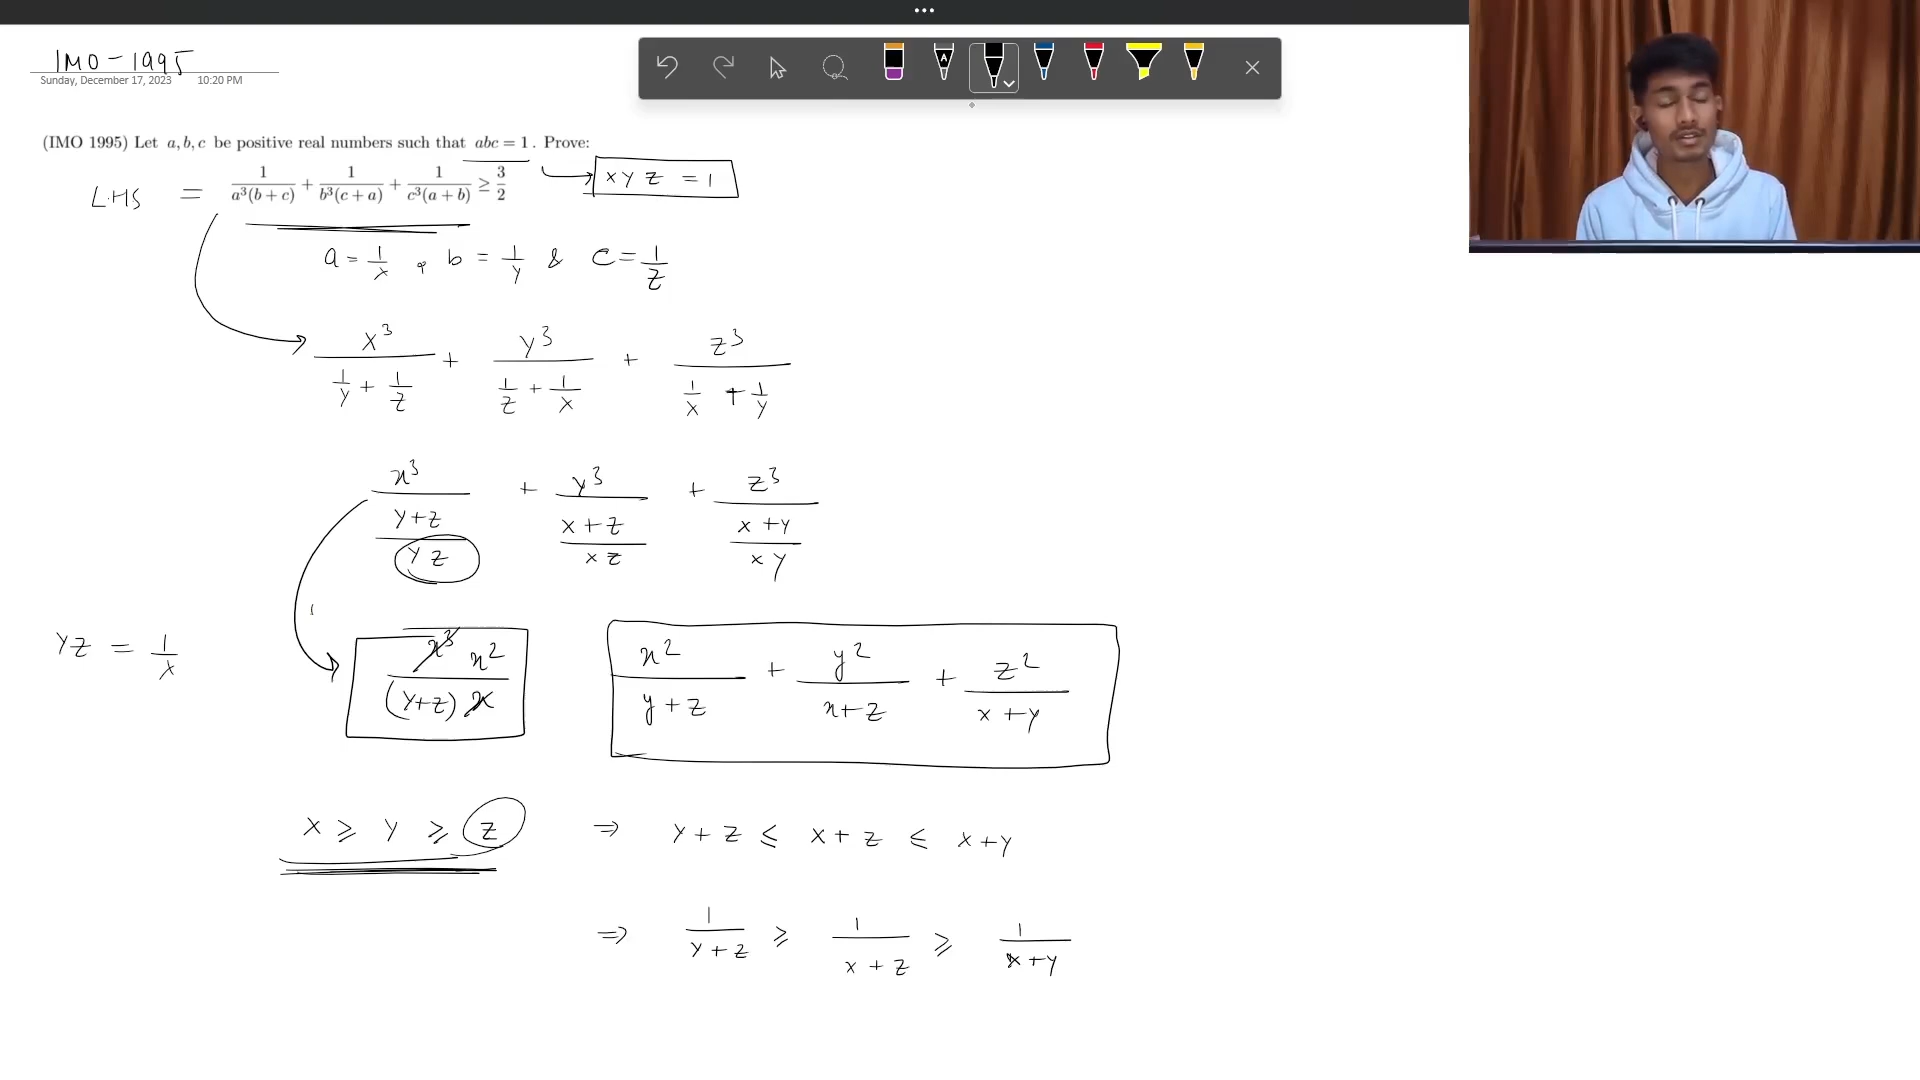 IMO - 1995
Sunday, December 17, 2023 10:20 PM
(IMO 1995) Let a, b, c be positive real numbers such that abc = 1. Prove:
LHS = 1/(a³(b + c)) + 1/(b³(c + a)) + 1/(c³(a + b)) ≥ 3/2 → xyz = 1
a = 1/x, b = 1/y & c = 1/z
x³/(1/y + 1/z) + y³/(1/z + 1/x) + z³/(1/x + 1/y)
x³/((y+z)/(yz)) + y³/((x+z)/(xz)) + z³/((x+y)/(xy))
yz = 1/x
x³ x²/((y+z) x)
x²/(y+z) + y²/(x+z) + z²/(x+y)
x ≥ y ≥ z ⇒ y+z ≤ x+z ≤ x+y
⇒ 1/(y+z) ≥ 1/(x+z) ≥ 1/(x+y)